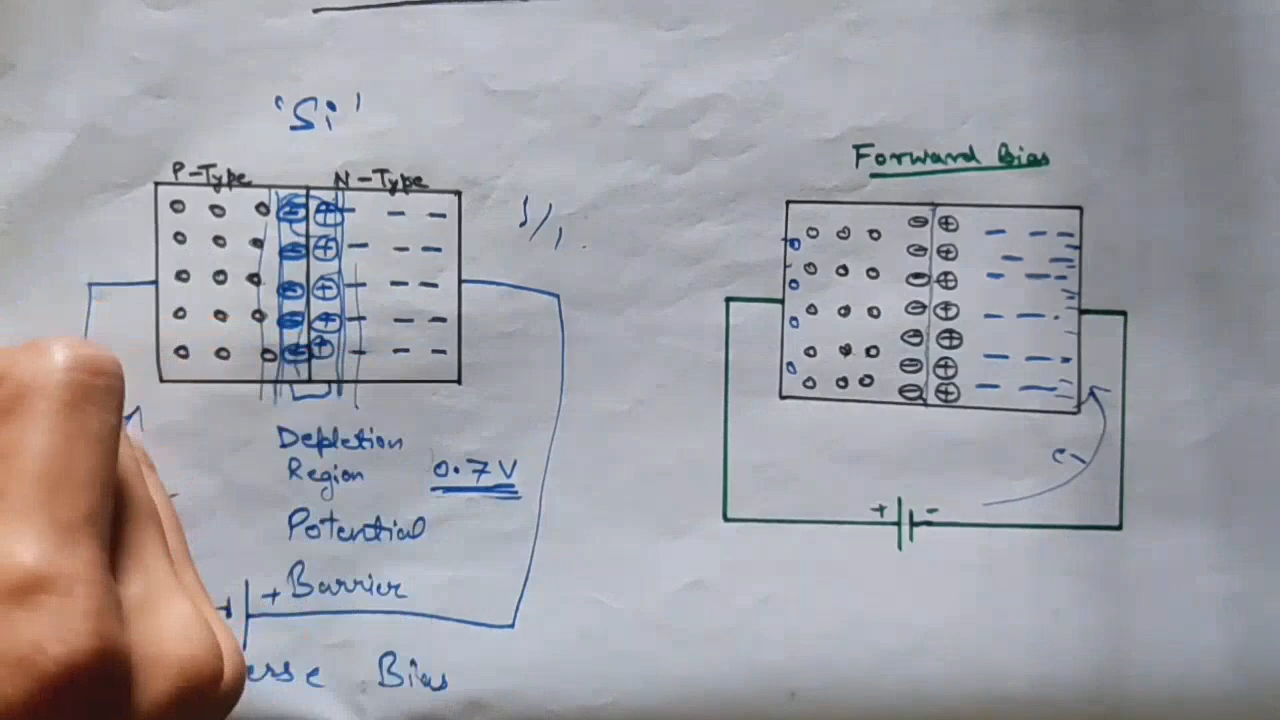 'Si'
P-Type N-Type
Depletion
Region 0.7V
Potential
+ Barrier
erse Bias
Forward Bias
e-
+ -